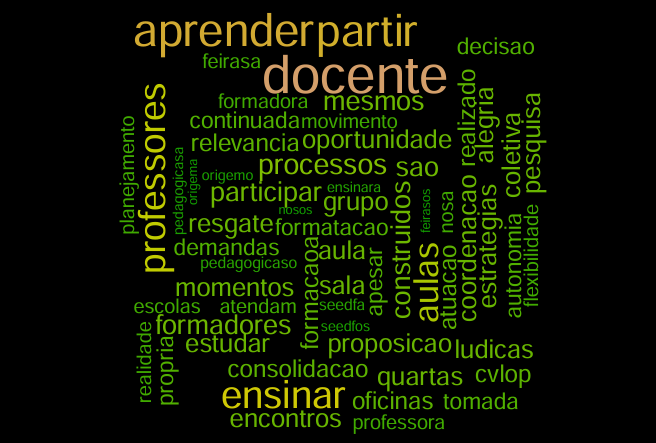 aprender partir
decisao
feirasa
docente
formadora mesmos
continuada movimento
relevancia oportunidade
processos sao
origemo
participar ensinara
grupo
nosos
resgate formatacao.
demandas aula
pedagogicaso
momentos sala
escolas atendam seedfa
formadores seedfos
estudar proposicao ludicas
consolidacao quartas cvlop
ensinar oficinas tomada
encontros professora
planejamento
professores
pedagogicasa
origema
realidade
propria
formacaoa
apesar
construidos
feirasos
aulas
nosa
atuacao
realizado
coordenacao
alegria
estrategias
coletiva
autonomia
pesquisa
flexibilidade